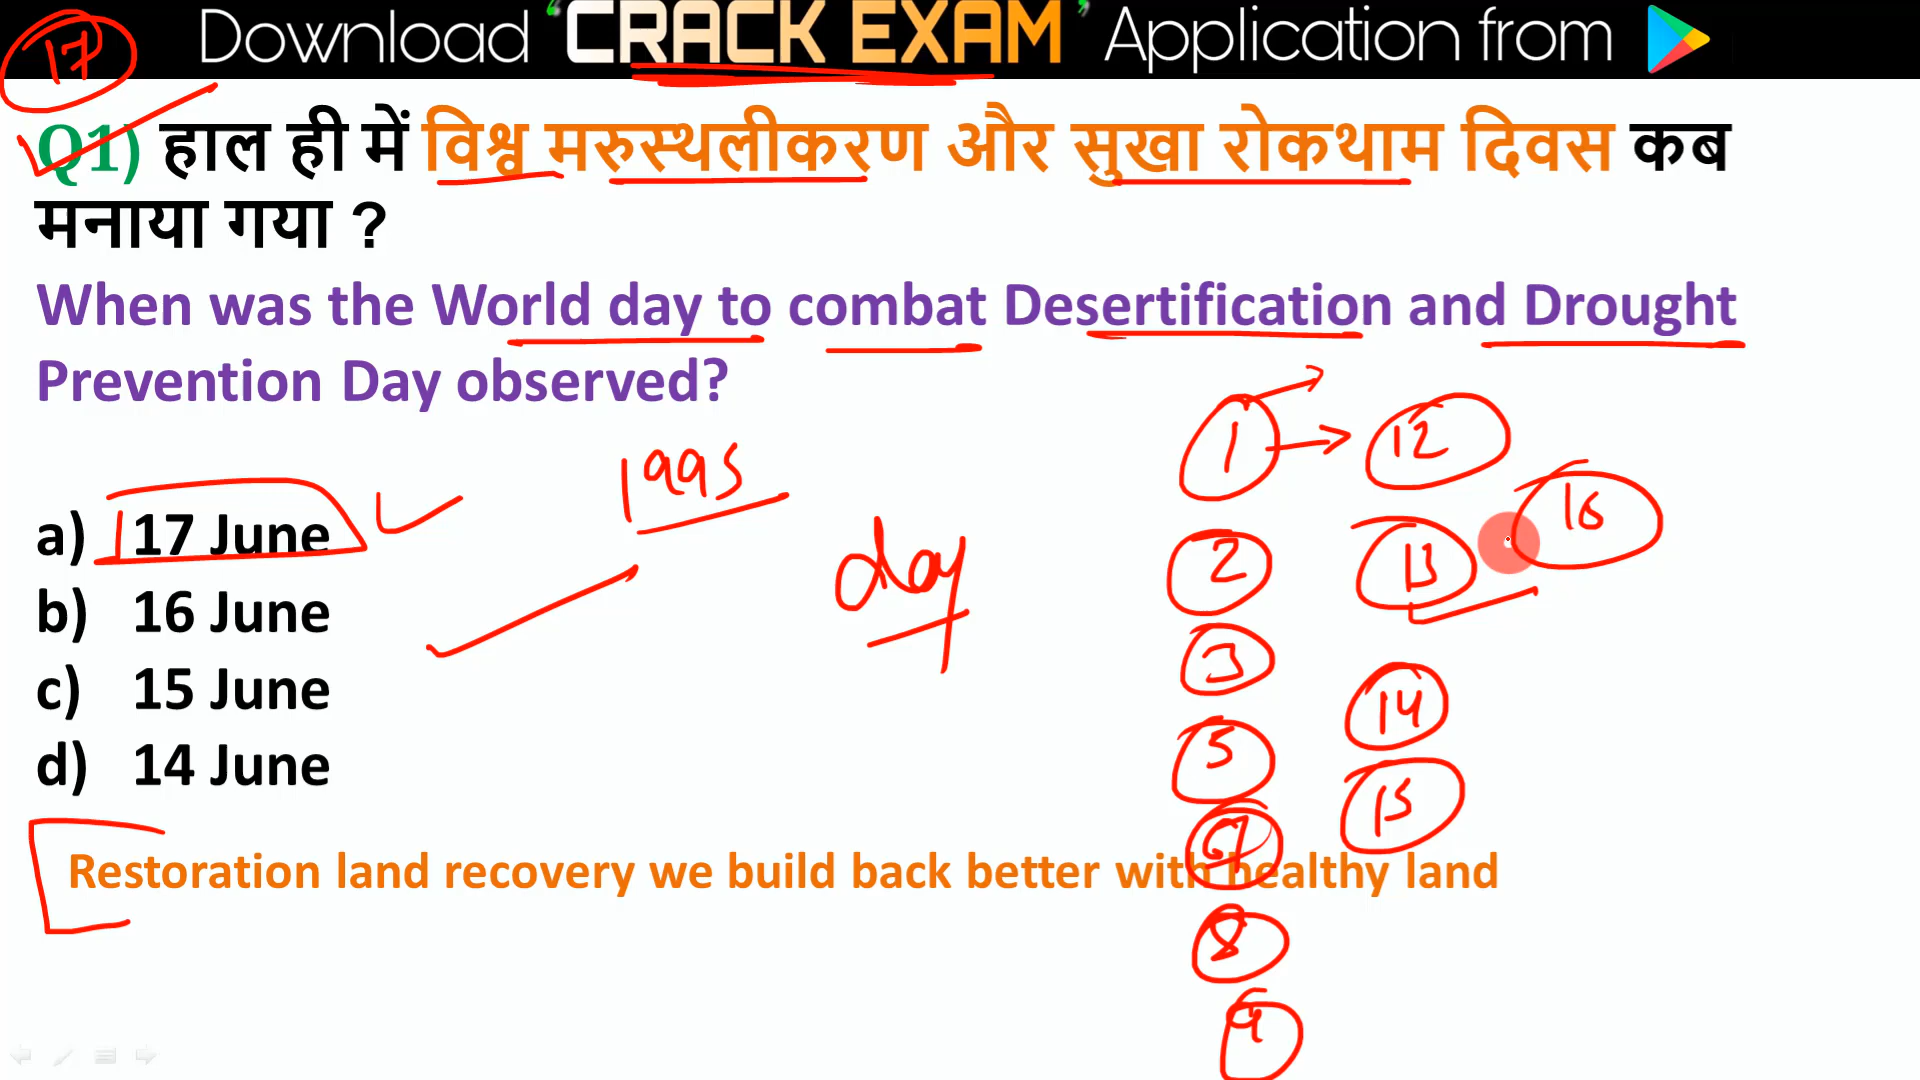 Download 'CRACK EXAM' Application from
17
Q1) हाल ही में विश्व मरुस्थलीकरण और सुखा रोकथाम दिवस कब
मनाया गया ?
When was the World day to combat Desertification and Drought
Prevention Day observed?
1 12
1995
16
a) 17 June
day
2 13
b) 16 June
3
c) 15 June
14
5
d) 14 June
15
Restoration land recovery we build back better with healthy land
8
9